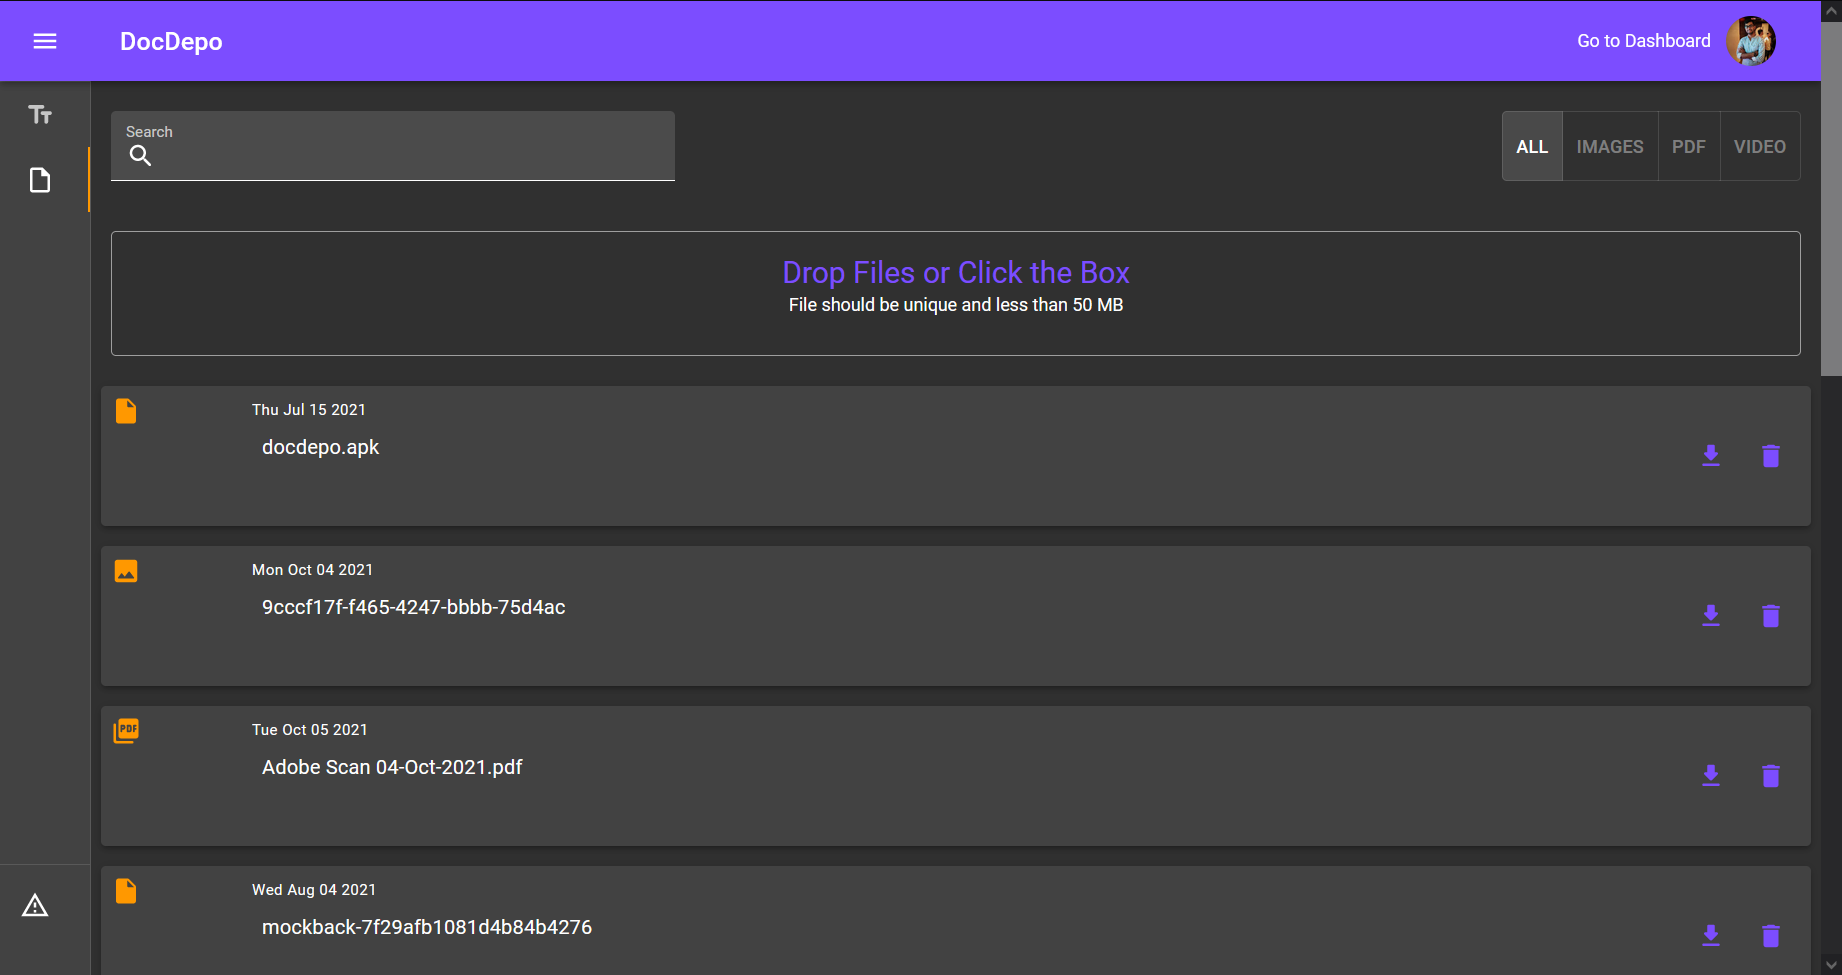 DocDepo
Go to Dashboard
Search
ALL IMAGES PDF VIDEO
Drop Files or Click the Box
File should be unique and less than 50 MB
Thu Jul 15 2021
docdepo.apk
Mon Oct 04 2021
9cccf17f-f465-4247-bbbb-75d4ac
PDF
Tue Oct 05 2021
Adobe Scan 04-Oct-2021.pdf
Wed Aug 04 2021
mockback-7f29afb1081d4b84b4276